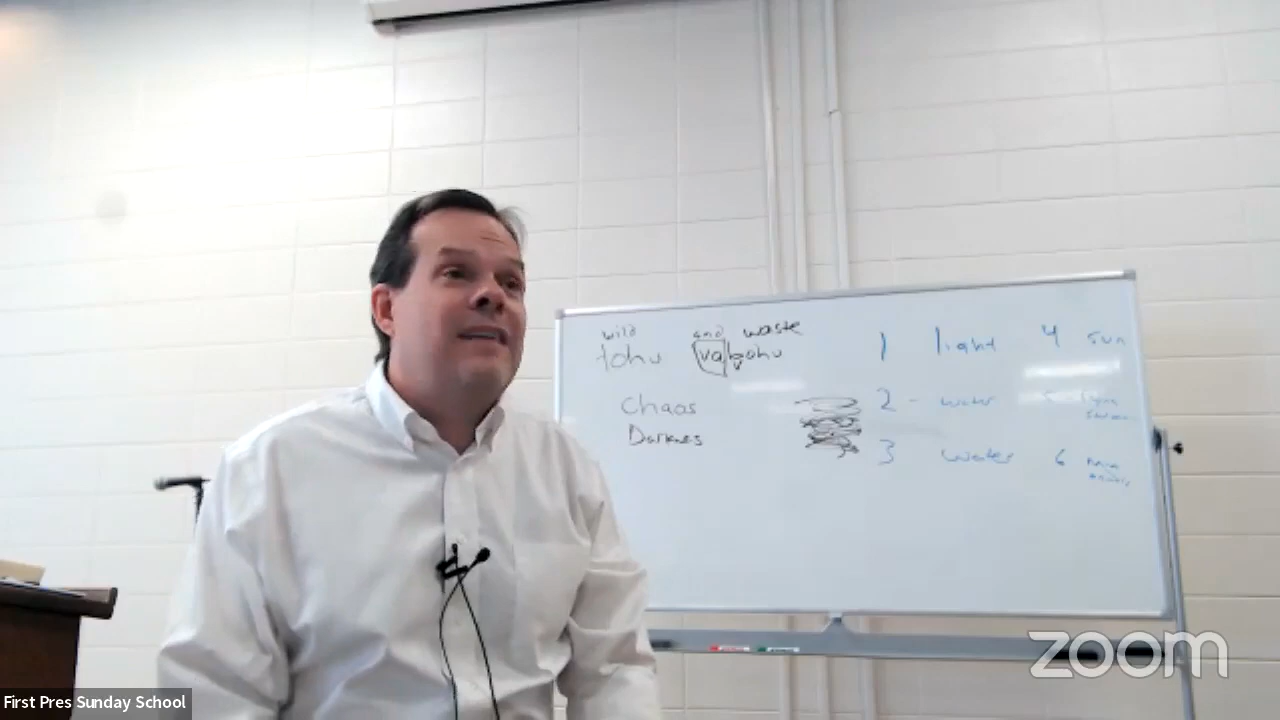 wild and waste
tohu va bohu
Chaos
Darknes
1 light 4 sun
2 - water
3 water 6
zoom
First Pres Sunday School